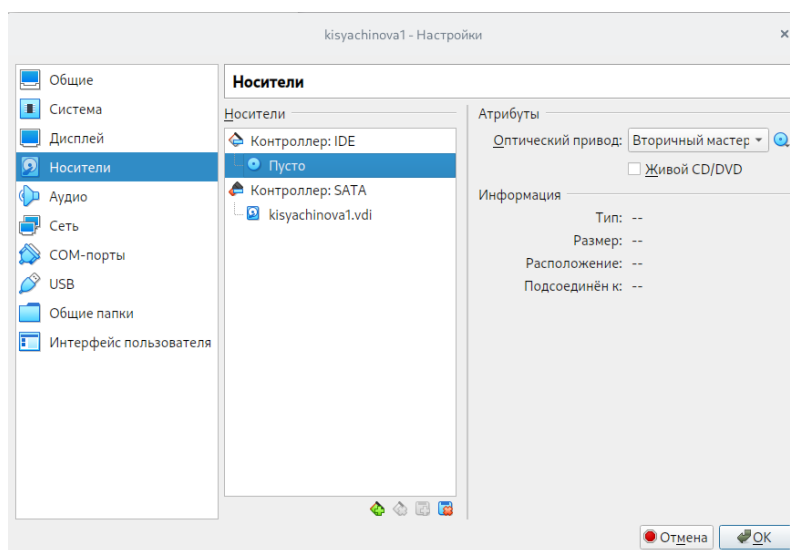 kisyachinova1 - Настройки
Общие
Система
Дисплей
Носители
Аудио
Сеть
COM-порты
USB
Общие папки
Интерфейс пользователя
Носители
Носители
Контроллер: IDE
Пусто
Контроллер: SATA
kisyachinova1.vdi
Атрибуты
Оптический привод: Вторичный мастер
Живой CD/DVD
Информация
Тип: --
Размер: --
Расположение: --
Подсоединён к: --
Отмена OK